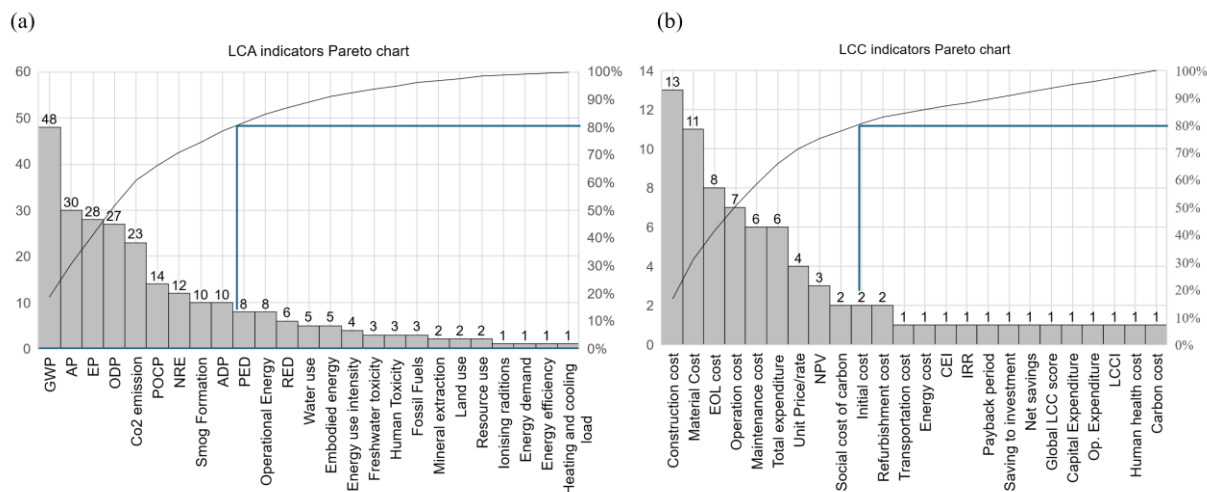 (a)
LCA indicators Pareto chart
60
50
40
30
20
10
0
48
30
28
27
23
14
12
10
10
8
8
6
5
5
4
3
3
3
2
2
2
1
1
1
1
100%
90%
80%
70%
60%
50%
40%
30%
20%
10%
0%
GWP
AP
EP
ODP
Co2 emission
POCP
NRE
Smog Formation
ADP
PED
Operational Energy
RED
Water use
Embodied energy
Energy use intensity
Freshwater toxicity
Human Toxicity
Fossil Fuels
Mineral extraction
Land use
Resource use
Ionising raditions
Energy demand
Energy efficiency
Heating and cooling
load
(b)
LCC indicators Pareto chart
14
12
10
8
6
4
2
0
13
11
8
7
6
6
4
3
2
2
2
1
1
1
1
1
1
1
1
1
1
1
1
1
100%
90%
80%
70%
60%
50%
40%
30%
20%
10%
0%
Construction cost
Material Cost
EOL cost
Operation cost
Maintenance cost
Total expenditure
Unit Price/rate
NPV
Social cost of carbon
Initial cost
Refurbishment cost
Transportation cost
Energy cost
CEI
IRR
Payback period
Saving to investment
Net savings
Global LCC score
Capital Expenditure
Op. Expenditure
LCCI
Human health cost
Carbon cost